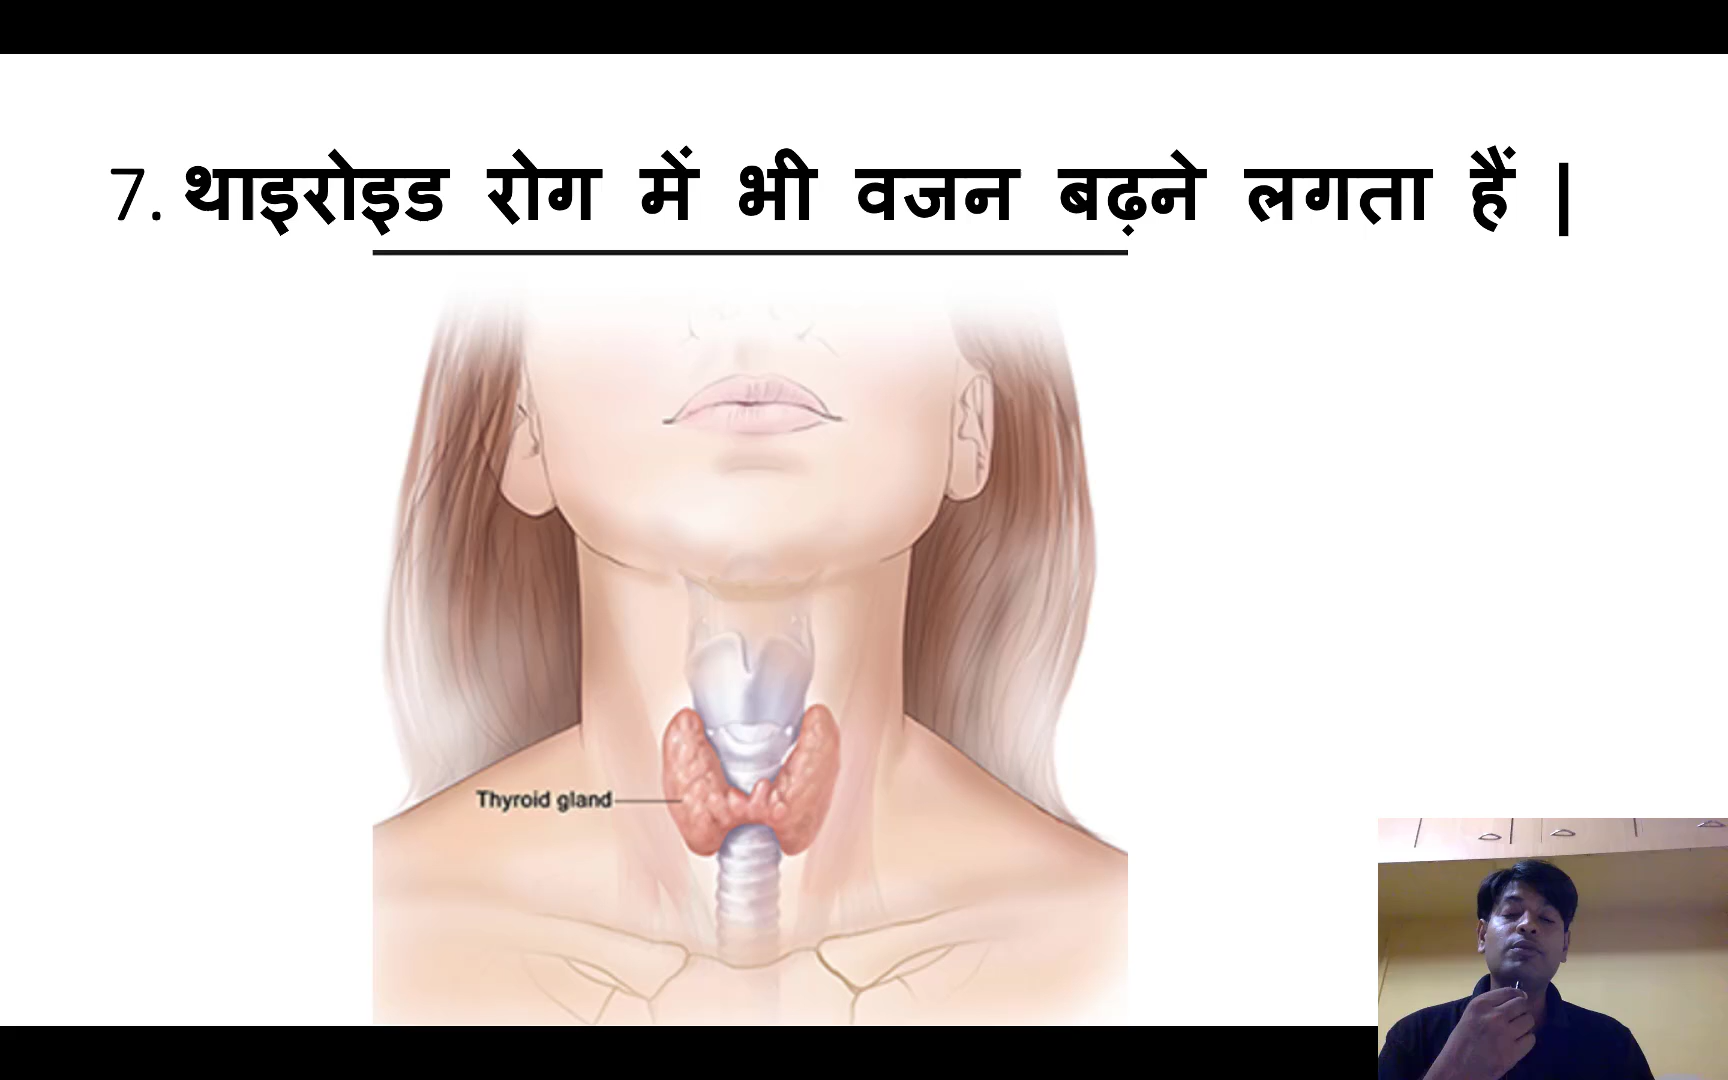 7. थाइरोइड रोग में भी वजन बढ़ने लगता हैं |
Thyroid gland